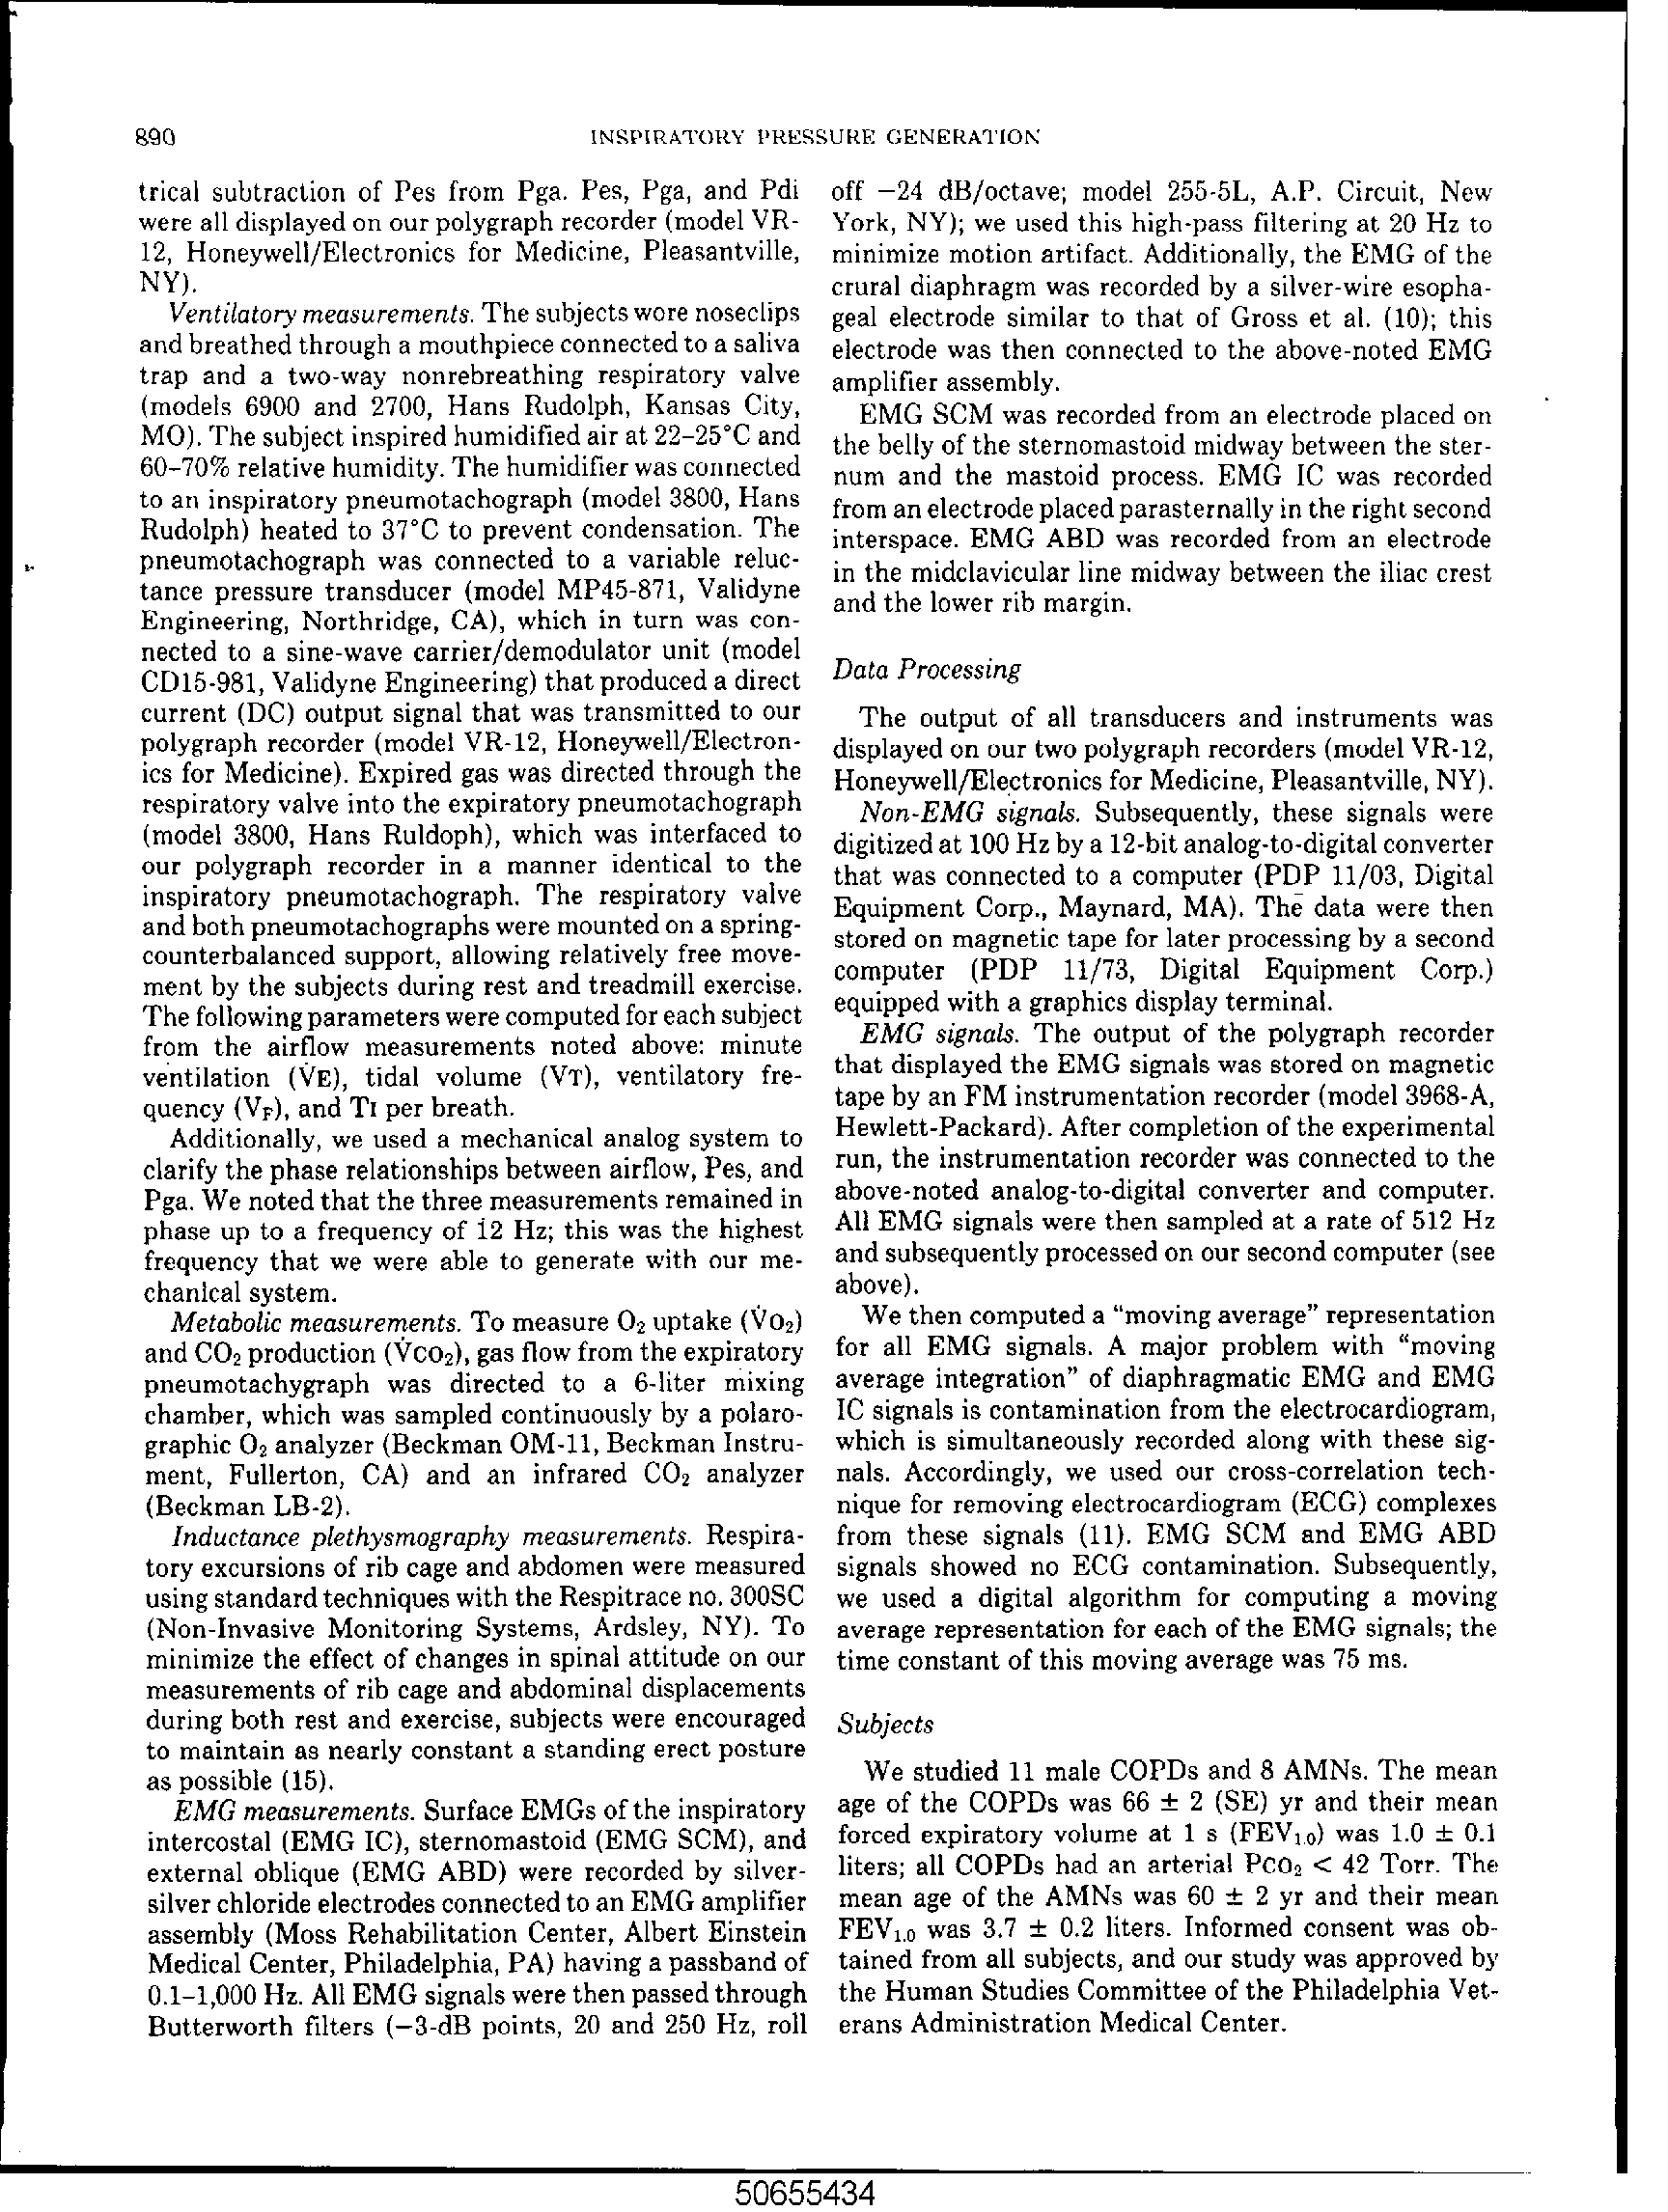 890
INSPIRATORY PRESSURE GENERATION
trical subtraction of Pes from Pga. Pes, Pga, and Pdi
were all displayed on our polygraph recorder (model VR-
12, Honeywell/Electronics for Medicine, Pleasantville,
NY).
Ventilatory measurements. The subjects wore noseclips
and breathed through a mouthpiece connected to a saliva
trap and a two-way nonrebreathing respiratory valve
(models 6900 and 2700, Hans Rudolph, Kansas City,
MO). The subject inspired humidified air at 22–25°C and
60–70% relative humidity. The humidifier was connected
to an inspiratory pneumotachograph (model 3800, Hans
Rudolph) heated to 37°C to prevent condensation. The
pneumotachograph was connected to a variable reluc-
tance pressure transducer (model MP45-871, Validyne
Engineering, Northridge, CA), which in turn was con-
nected to a sine-wave carrier/demodulator unit (model
CD15-981, Validyne Engineering) that produced a direct
current (DC) output signal that was transmitted to our
polygraph recorder (model VR-12, Honeywell/Electron-
ics for Medicine). Expired gas was directed through the
respiratory valve into the expiratory pneumotachograph
(model 3800, Hans Ruldoph), which was interfaced to
our polygraph recorder in a manner identical to the
inspiratory pneumotachograph. The respiratory valve
and both pneumotachographs were mounted on a spring-
counterbalanced support, allowing relatively free move-
ment by the subjects during rest and treadmill exercise.
The following parameters were computed for each subject
from the airflow measurements noted above: minute
ventilation (V̇E), tidal volume (VT), ventilatory fre-
quency (VF), and TI per breath.
Additionally, we used a mechanical analog system to
clarify the phase relationships between airflow, Pes, and
Pga. We noted that the three measurements remained in
phase up to a frequency of 12 Hz; this was the highest
frequency that we were able to generate with our me-
chanical system.
Metabolic measurements. To measure O₂ uptake (V̇O₂)
and CO₂ production (V̇CO₂), gas flow from the expiratory
pneumotachygraph was directed to a 6-liter mixing
chamber, which was sampled continuously by a polaro-
graphic O₂ analyzer (Beckman OM-11, Beckman Instru-
ment, Fullerton, CA) and an infrared CO₂ analyzer
(Beckman LB-2).
Inductance plethysmography measurements. Respira-
tory excursions of rib cage and abdomen were measured
using standard techniques with the Respitrace no. 300SC
(Non-Invasive Monitoring Systems, Ardsley, NY). To
minimize the effect of changes in spinal attitude on our
measurements of rib cage and abdominal displacements
during both rest and exercise, subjects were encouraged
to maintain as nearly constant a standing erect posture
as possible (15).
EMG measurements. Surface EMGs of the inspiratory
intercostal (EMG IC), sternomastoid (EMG SCM), and
external oblique (EMG ABD) were recorded by silver-
silver chloride electrodes connected to an EMG amplifier
assembly (Moss Rehabilitation Center, Albert Einstein
Medical Center, Philadelphia, PA) having a passband of
0.1–1,000 Hz. All EMG signals were then passed through
Butterworth filters (−3-dB points, 20 and 250 Hz, roll
off −24 dB/octave; model 255-5L, A.P. Circuit, New
York, NY); we used this high-pass filtering at 20 Hz to
minimize motion artifact. Additionally, the EMG of the
crural diaphragm was recorded by a silver-wire esopha-
geal electrode similar to that of Gross et al. (10); this
electrode was then connected to the above-noted EMG
amplifier assembly.
EMG SCM was recorded from an electrode placed on
the belly of the sternomastoid midway between the ster-
num and the mastoid process. EMG IC was recorded
from an electrode placed parasternally in the right second
interspace. EMG ABD was recorded from an electrode
in the midclavicular line midway between the iliac crest
and the lower rib margin.
Data Processing
The output of all transducers and instruments was
displayed on our two polygraph recorders (model VR-12,
Honeywell/Electronics for Medicine, Pleasantville, NY).
Non-EMG signals. Subsequently, these signals were
digitized at 100 Hz by a 12-bit analog-to-digital converter
that was connected to a computer (PDP 11/03, Digital
Equipment Corp., Maynard, MA). The data were then
stored on magnetic tape for later processing by a second
computer (PDP 11/73, Digital Equipment Corp.)
equipped with a graphics display terminal.
EMG signals. The output of the polygraph recorder
that displayed the EMG signals was stored on magnetic
tape by an FM instrumentation recorder (model 3968-A,
Hewlett-Packard). After completion of the experimental
run, the instrumentation recorder was connected to the
above-noted analog-to-digital converter and computer.
All EMG signals were then sampled at a rate of 512 Hz
and subsequently processed on our second computer (see
above).
We then computed a “moving average” representation
for all EMG signals. A major problem with “moving
average integration” of diaphragmatic EMG and EMG
IC signals is contamination from the electrocardiogram,
which is simultaneously recorded along with these sig-
nals. Accordingly, we used our cross-correlation tech-
nique for removing electrocardiogram (ECG) complexes
from these signals (11). EMG SCM and EMG ABD
signals showed no ECG contamination. Subsequently,
we used a digital algorithm for computing a moving
average representation for each of the EMG signals; the
time constant of this moving average was 75 ms.
Subjects
We studied 11 male COPDs and 8 AMNs. The mean
age of the COPDs was 66 ± 2 (SE) yr and their mean
forced expiratory volume at 1 s (FEV1.0) was 1.0 ± 0.1
liters; all COPDs had an arterial PCO₂ < 42 Torr. The
mean age of the AMNs was 60 ± 2 yr and their mean
FEV1.0 was 3.7 ± 0.2 liters. Informed consent was ob-
tained from all subjects, and our study was approved by
the Human Studies Committee of the Philadelphia Vet-
erans Administration Medical Center.
50655434